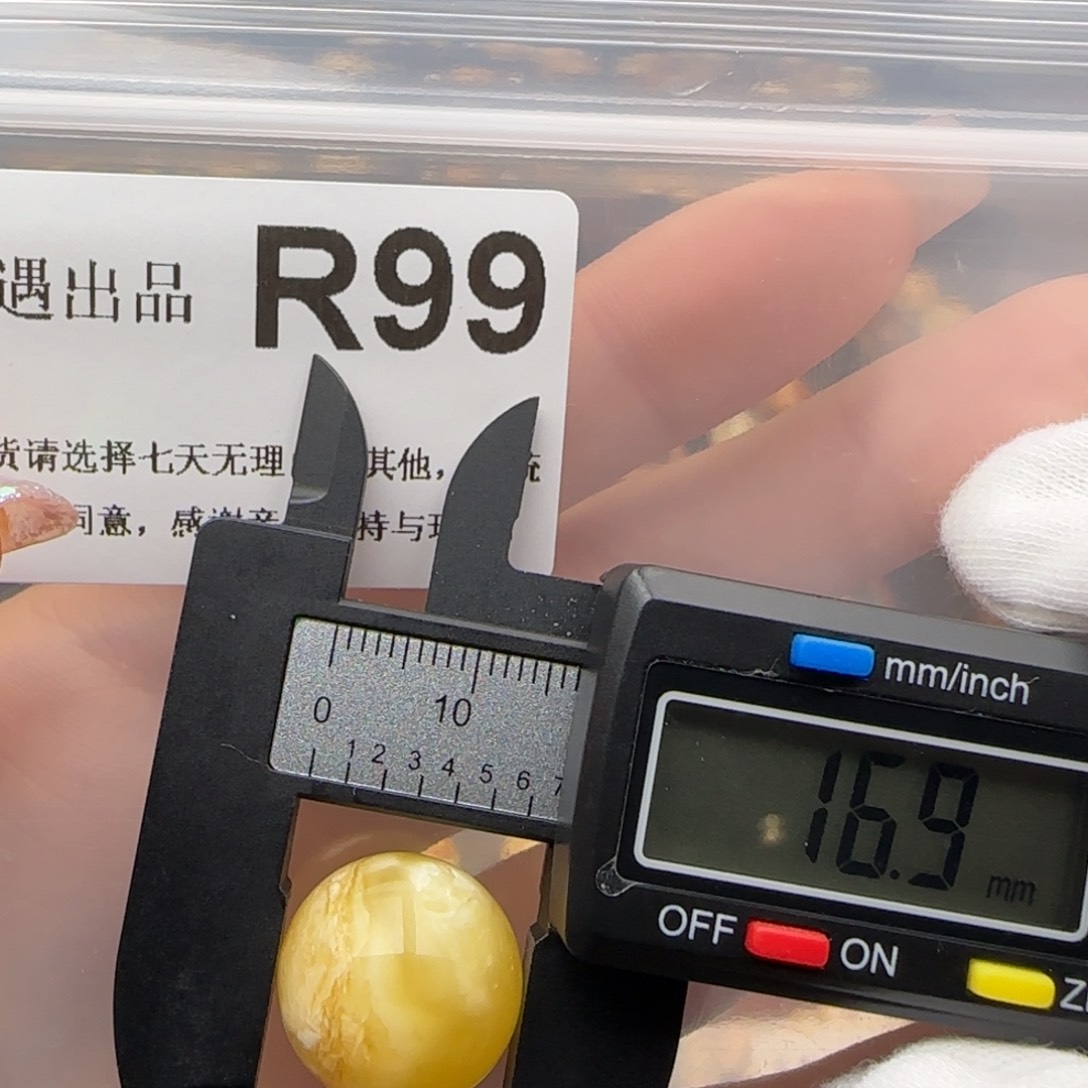 遇出品 R99
货请选择七天无理 其他,
同意，感谢亲 持与
0 10
1 2 3 4 5 6 7
mm/inch
16.9 mm
OFF ON